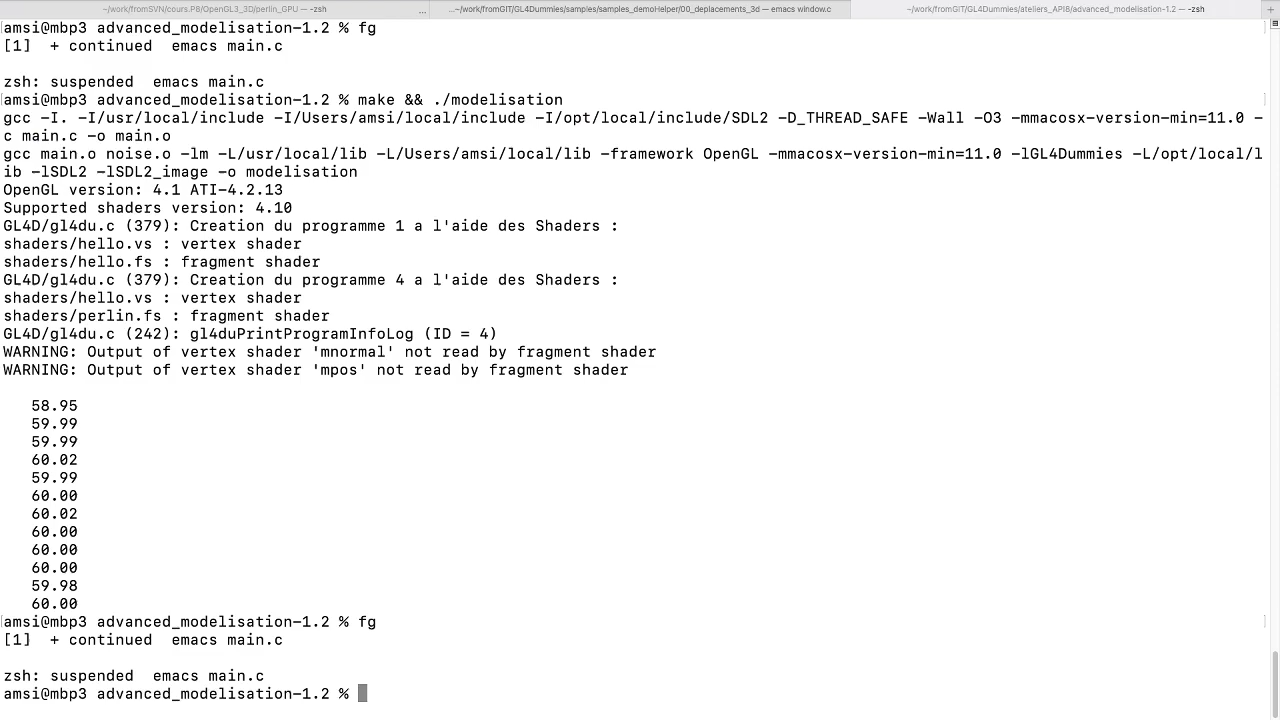 ~/work/fromSVN/cours.P8/OpenGL3_3D/perlin_GPU — -zsh
... ...~/work/fromGIT/GL4Dummies/samples/samples_demoHelper/00_deplacements_3d — emacs window.c
~/work/fromGIT/GL4Dummies/ateliers_API8/advanced_modelisation-1.2 — -zsh
+
amsi@mbp3 advanced_modelisation-1.2 % fg
[1]  + continued  emacs main.c
zsh: suspended  emacs main.c
amsi@mbp3 advanced_modelisation-1.2 % make && ./modelisation
gcc -I. -I/usr/local/include -I/Users/amsi/local/include -I/opt/local/include/SDL2 -D_THREAD_SAFE -Wall -O3 -mmacosx-version-min=11.0 -
c main.c -o main.o
gcc main.o noise.o -lm -L/usr/local/lib -L/Users/amsi/local/lib -framework OpenGL -mmacosx-version-min=11.0 -lGL4Dummies -L/opt/local/l
ib -lSDL2 -lSDL2_image -o modelisation
OpenGL version: 4.1 ATI-4.2.13
Supported shaders version: 4.10
GL4D/gl4du.c (379): Creation du programme 1 a l'aide des Shaders :
shaders/hello.vs : vertex shader
shaders/hello.fs : fragment shader
GL4D/gl4du.c (379): Creation du programme 4 a l'aide des Shaders :
shaders/hello.vs : vertex shader
shaders/perlin.fs : fragment shader
GL4D/gl4du.c (242): gl4duPrintProgramInfoLog (ID = 4)
WARNING: Output of vertex shader 'mnormal' not read by fragment shader
WARNING: Output of vertex shader 'mpos' not read by fragment shader
58.95
59.99
59.99
60.02
59.99
60.00
60.02
60.00
60.00
60.00
59.98
60.00
amsi@mbp3 advanced_modelisation-1.2 % fg
[1]  + continued  emacs main.c
zsh: suspended  emacs main.c
amsi@mbp3 advanced_modelisation-1.2 %